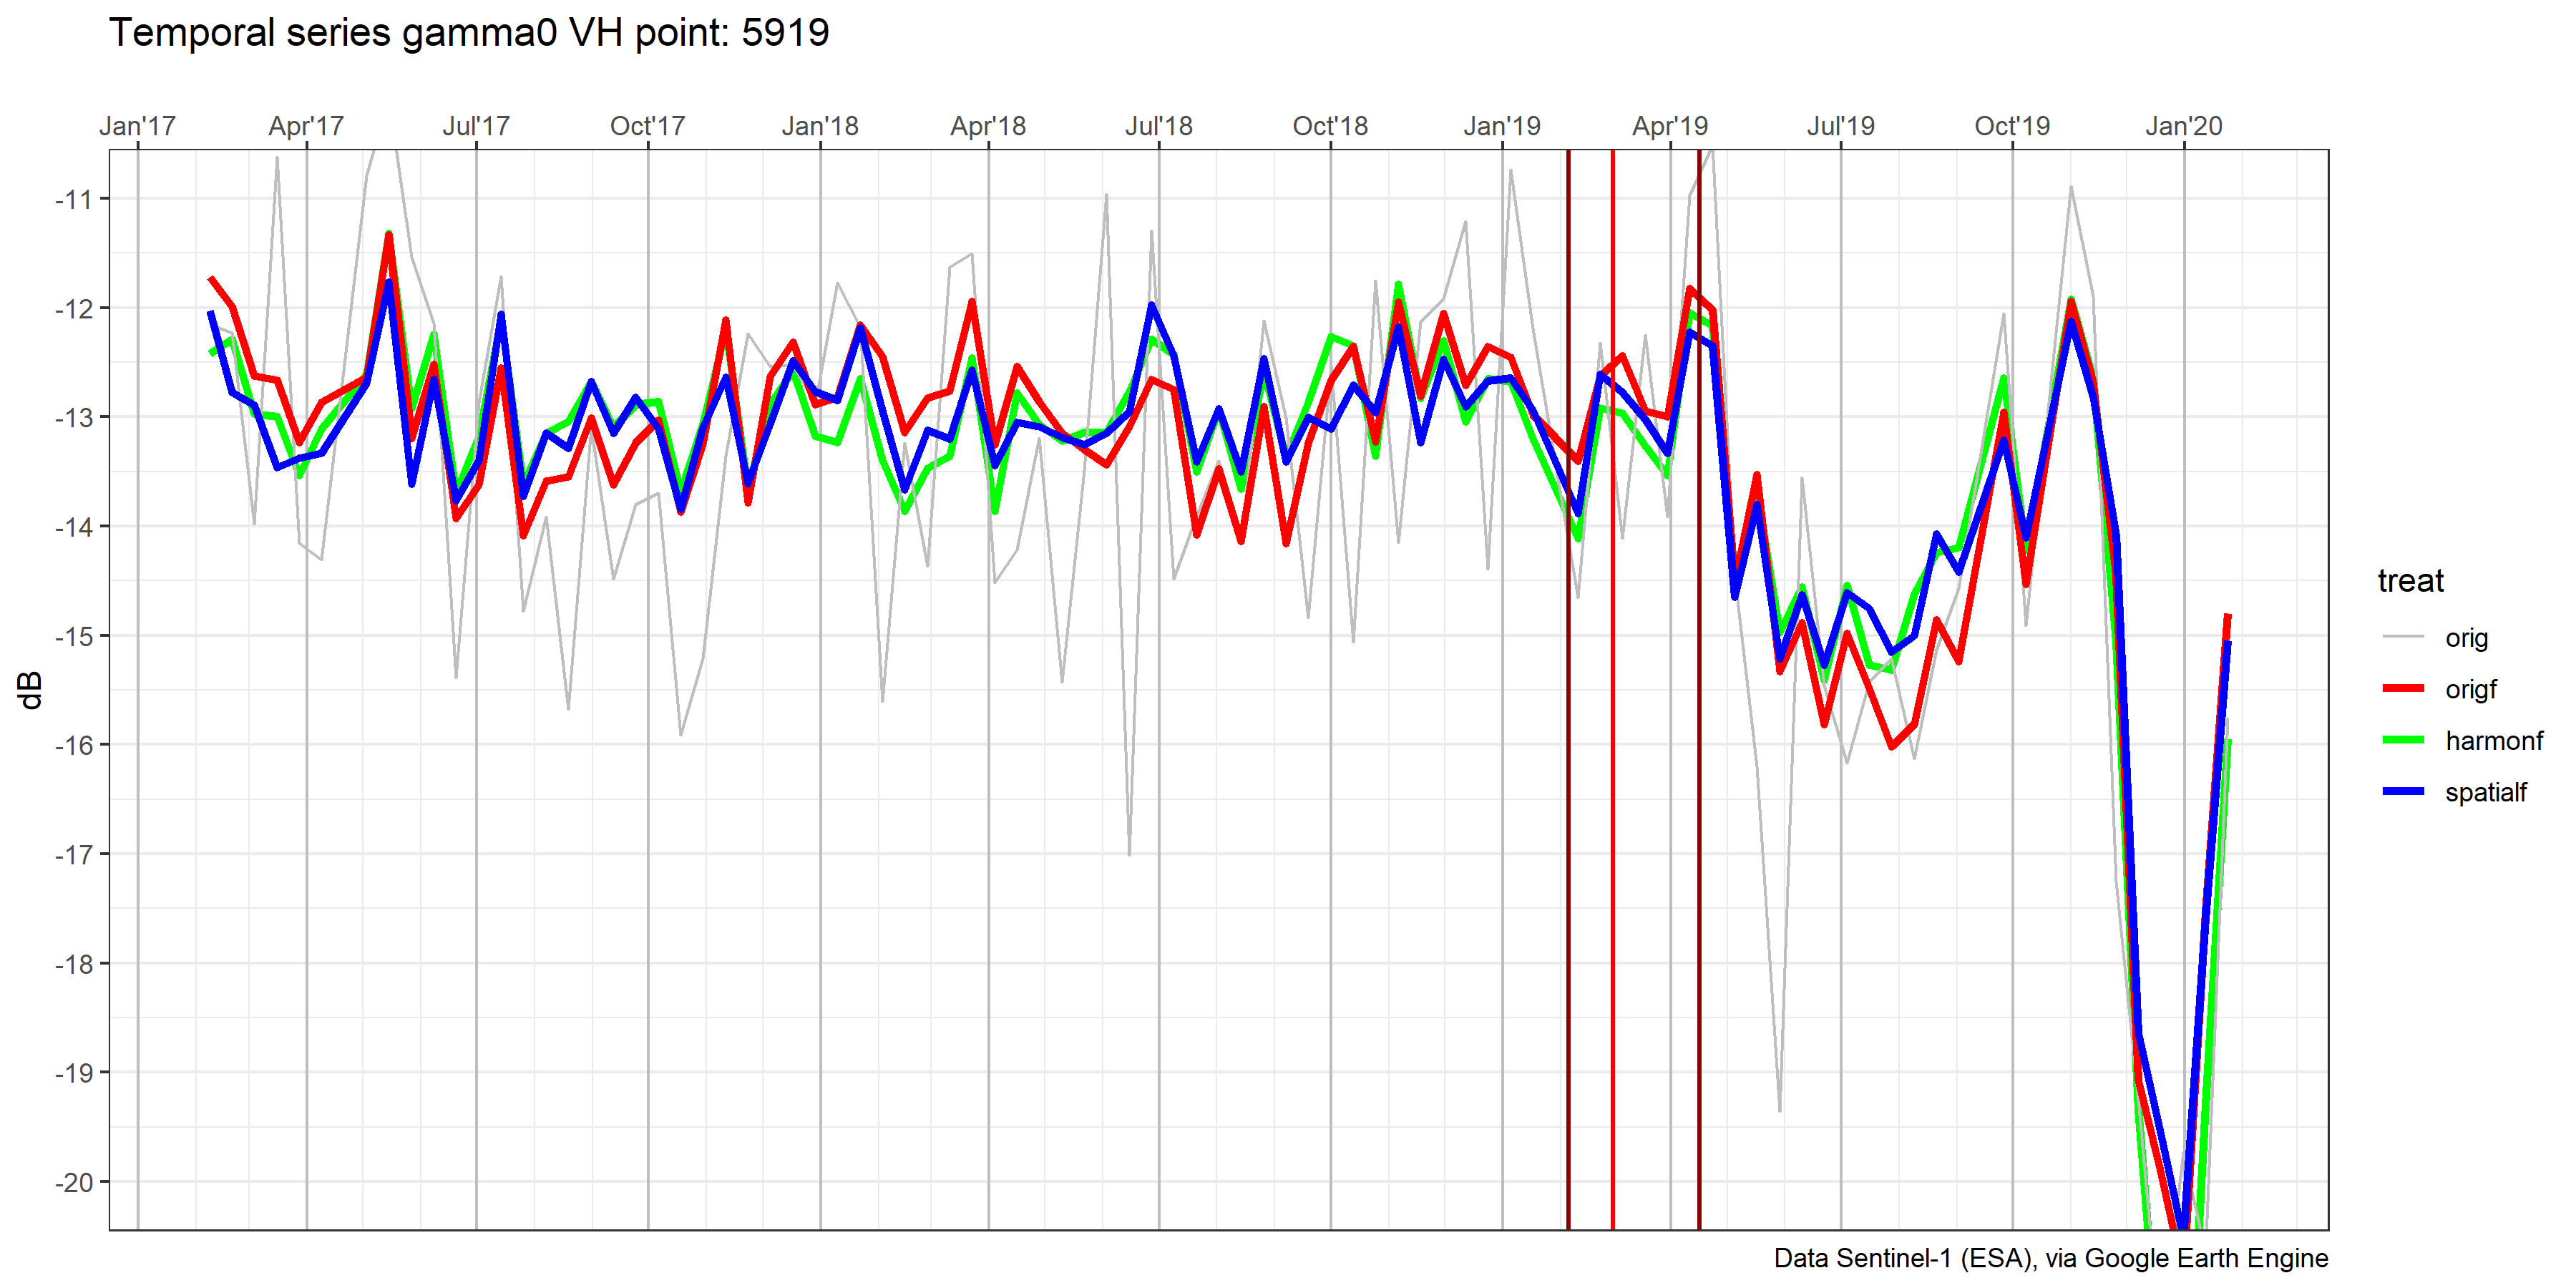 Temporal series gamma0 VH point: 5919
Jan'17 Apr'17 Jul'17 Oct'17 Jan'18 Apr'18 Jul'18 Oct'18 Jan'19 Apr'19 Jul'19 Oct'19 Jan'20
-11
-12
-13
-14
-15
-16
-17
-18
-19
-20
dB
treat
orig
origf
harmonf
spatialf
Data Sentinel-1 (ESA), via Google Earth Engine